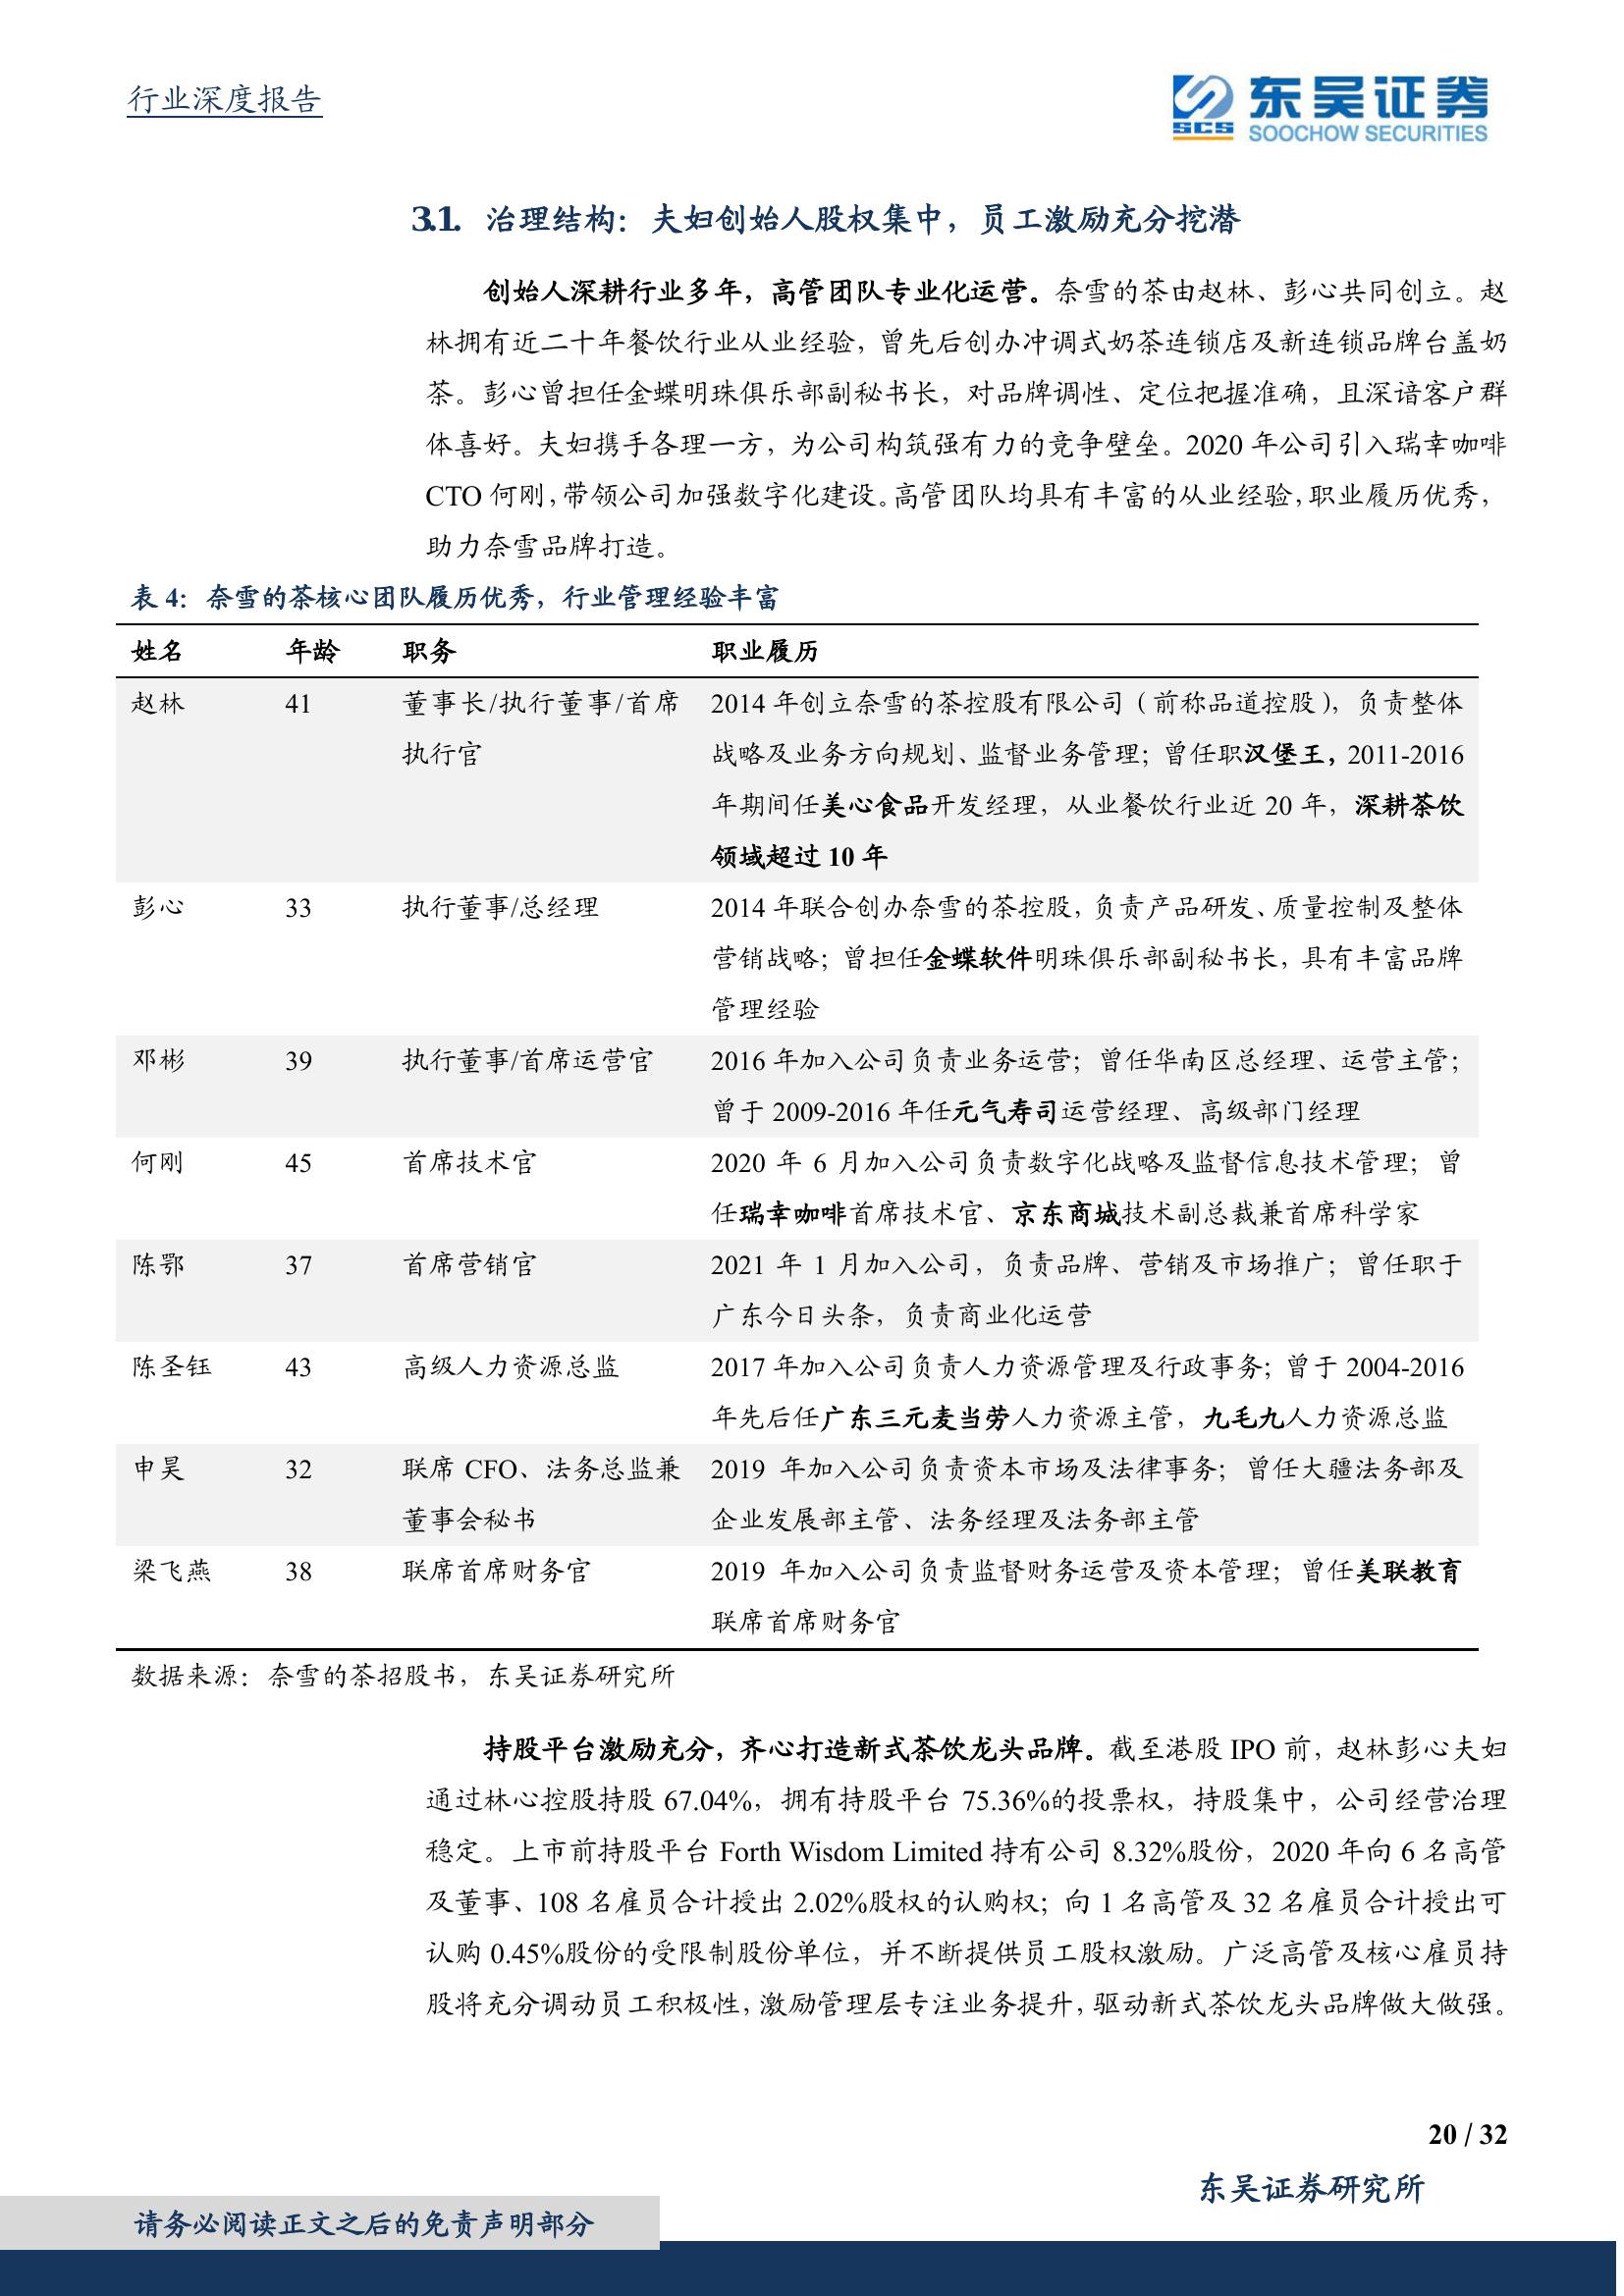 行业深度报告
SCS 东吴证券
SOOCHOW SECURITIES
3.1. 治理结构：夫妇创始人股权集中，员工激励充分挖潜
创始人深耕行业多年，高管团队专业化运营。奈雪的茶由赵林、彭心共同创立。赵
林拥有近二十年餐饮行业从业经验，曾先后创办冲调式奶茶连锁店及新连锁品牌台盖奶
茶。彭心曾担任金蝶明珠俱乐部副秘书长，对品牌调性、定位把握准确，且深谙客户群
体喜好。夫妇携手各理一方，为公司构筑强有力的竞争壁垒。2020 年公司引入瑞幸咖啡
CTO 何刚，带领公司加强数字化建设。高管团队均具有丰富的从业经验，职业履历优秀，
助力奈雪品牌打造。
表 4：奈雪的茶核心团队履历优秀，行业管理经验丰富
姓名 年龄 职务 职业履历
赵林 41 董事长/执行董事/首席 2014 年创立奈雪的茶控股有限公司（前称品道控股），负责整体
执行官 战略及业务方向规划、监督业务管理；曾任职汉堡王，2011-2016
年期间任美心食品开发经理，从业餐饮行业近 20 年，深耕茶饮
领域超过 10 年
彭心 33 执行董事/总经理 2014 年联合创办奈雪的茶控股，负责产品研发、质量控制及整体
营销战略；曾担任金蝶软件明珠俱乐部副秘书长，具有丰富品牌
管理经验
邓彬 39 执行董事/首席运营官 2016 年加入公司负责业务运营；曾任华南区总经理、运营主管；
曾于 2009-2016 年任元气寿司运营经理、高级部门经理
何刚 45 首席技术官 2020 年 6 月加入公司负责数字化战略及监督信息技术管理；曾
任瑞幸咖啡首席技术官、京东商城技术副总裁兼首席科学家
陈鄂 37 首席营销官 2021 年 1 月加入公司，负责品牌、营销及市场推广；曾任职于
广东今日头条，负责商业化运营
陈圣钰 43 高级人力资源总监 2017 年加入公司负责人力资源管理及行政事务；曾于 2004-2016
年先后任广东三元麦当劳人力资源主管，九毛九人力资源总监
申昊 32 联席 CFO、法务总监兼 2019 年加入公司负责资本市场及法律事务；曾任大疆法务部及
董事会秘书 企业发展部主管、法务经理及法务部主管
梁飞燕 38 联席首席财务官 2019 年加入公司负责监督财务运营及资本管理；曾任美联教育
联席首席财务官
数据来源：奈雪的茶招股书，东吴证券研究所
持股平台激励充分，齐心打造新式茶饮龙头品牌。截至港股 IPO 前，赵林彭心夫妇
通过林心控股持股 67.04%，拥有持股平台 75.36%的投票权，持股集中，公司经营治理
稳定。上市前持股平台 Forth Wisdom Limited 持有公司 8.32%股份，2020 年向 6 名高管
及董事、108 名雇员合计授出 2.02%股权的认购权；向 1 名高管及 32 名雇员合计授出可
认购 0.45%股份的受限制股份单位，并不断提供员工股权激励。广泛高管及核心雇员持
股将充分调动员工积极性，激励管理层专注业务提升，驱动新式茶饮龙头品牌做大做强。
20 / 32
东吴证券研究所
请务必阅读正文之后的免责声明部分